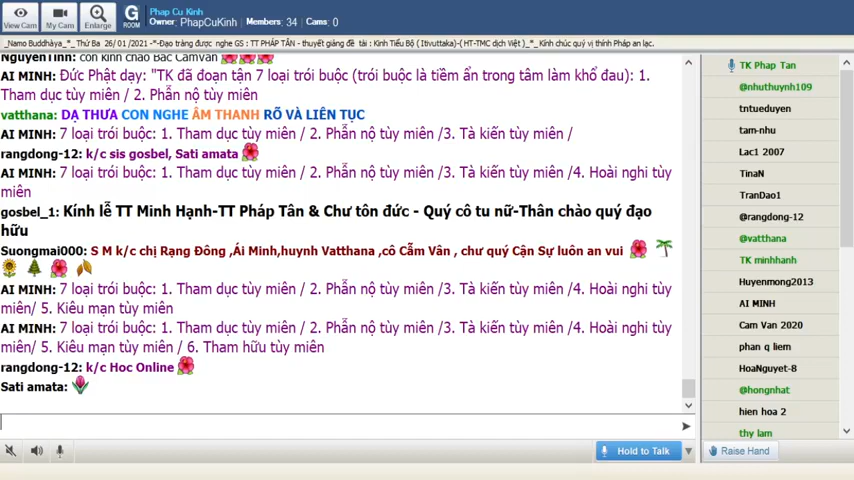 Phap Cu Kinh
Owner: PhapCuKinh Members: 34 Cams: 0
View Cam My Cam Enlarge G ROOM
_Namo Buddhàya_*_ Thứ Ba 26/ 01 /2021 -*-Đạo tràng được nghe GS : TT PHÁP TÂN - thuyết giảng đề tài : Kinh Tiểu Bộ ( Itivuttaka)-( HT-TMC dịch Việt )_*_ Kính chúc quý vị thính Pháp an lạc.
NguyenTinh: con kính chào Bác CamVan
AI MINH: Đức Phật dạy: "TK đã đoạn tận 7 loại trói buộc (trói buộc là tiềm ẩn trong tâm làm khổ đau): 1.
Tham dục tùy miên / 2. Phẫn nộ tùy miên
vatthana: DẠ THƯA CON NGHE ÂM THANH RÕ VÀ LIÊN TỤC
AI MINH: 7 loại trói buộc: 1. Tham dục tùy miên / 2. Phẫn nộ tùy miên /3. Tà kiến tùy miên /
rangdong-12: k/c sis gosbel, Sati amata
AI MINH: 7 loại trói buộc: 1. Tham dục tùy miên / 2. Phẫn nộ tùy miên /3. Tà kiến tùy miên /4. Hoài nghi tùy
miên
gosbel_1: Kính lễ TT Minh Hạnh-TT Pháp Tân & Chư tôn đức - Quý cô tu nữ-Thân chào quý đạo
hữu
Suongmai000: S M k/c chị Rạng Đông ,Ái Minh,huynh Vatthana ,cô Cẩm Vân , chư quý Cận Sự luôn an vui
AI MINH: 7 loại trói buộc: 1. Tham dục tùy miên / 2. Phẫn nộ tùy miên /3. Tà kiến tùy miên /4. Hoài nghi tùy
miên/ 5. Kiêu mạn tùy miên
AI MINH: 7 loại trói buộc: 1. Tham dục tùy miên / 2. Phẫn nộ tùy miên /3. Tà kiến tùy miên /4. Hoài nghi tùy
miên/ 5. Kiêu mạn tùy miên / 6. Tham hữu tùy miên
rangdong-12: k/c Hoc Online
Sati amata:
Hold to Talk
Raise Hand
TK Phap Tan
@nhuthuynh109
tntueduyen
tam-nhu
Lac1 2007
TinaN
TranDao1
@rangdong-12
@vatthana
TK minhhanh
Huyenmong2013
AI MINH
Cam Van 2020
phan q liem
HoaNguyet-8
@hongnhat
hien hoa 2
thy lam